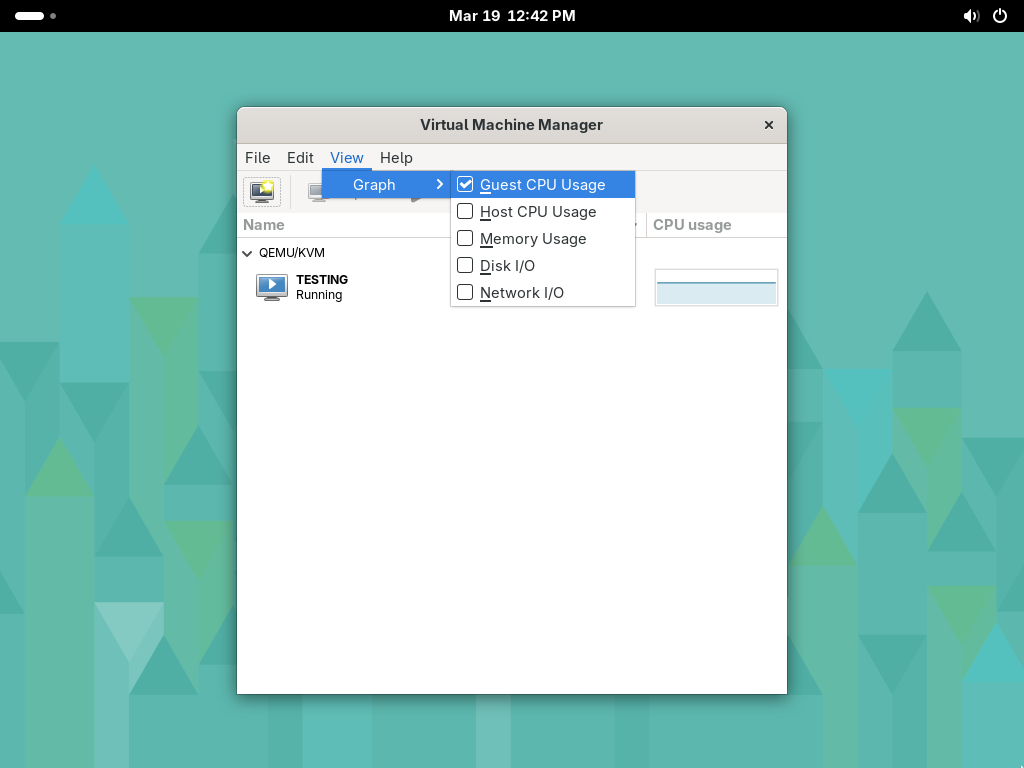 Mar 19  12:42 PM
Virtual Machine Manager
File Edit View Help
Graph
Guest CPU Usage
Host CPU Usage
Memory Usage
Disk I/O
Network I/O
Name CPU usage
QEMU/KVM
TESTING
Running